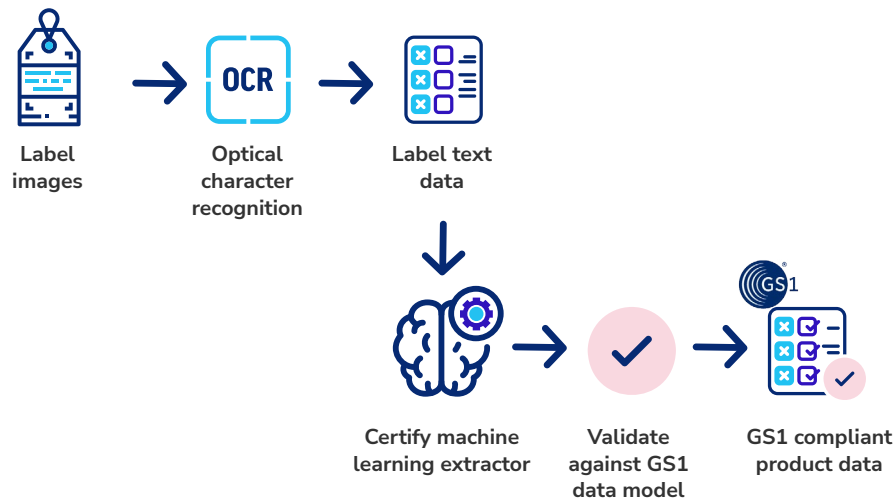 OCR
Label
images
Optical
character
recognition
Label text
data
GS1
®
Certify machine
learning extractor
Validate
against GS1
data model
GS1 compliant
product data